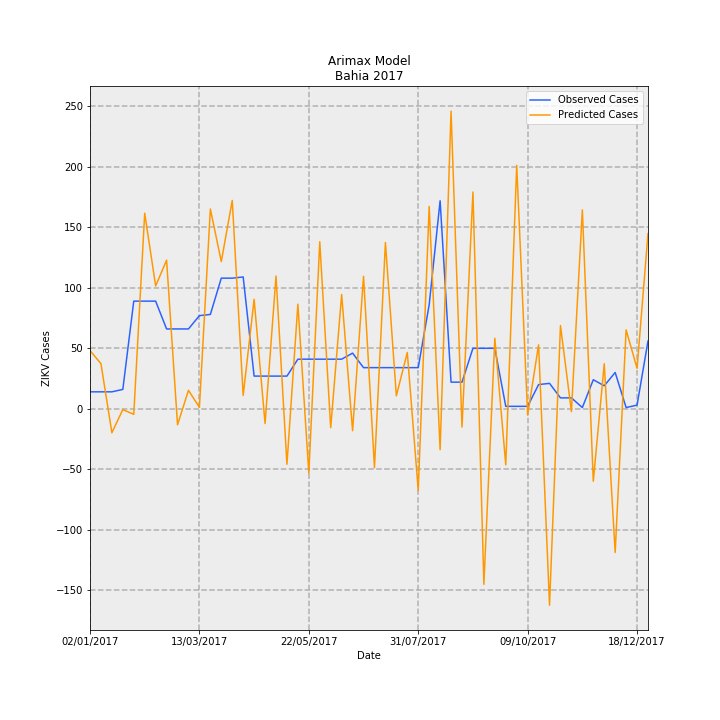 Arimax Model
Bahia 2017
Observed Cases
Predicted Cases
ZIKV Cases
250
200
150
100
50
0
−50
−100
−150
02/01/2017
13/03/2017
22/05/2017
31/07/2017
09/10/2017
18/12/2017
Date